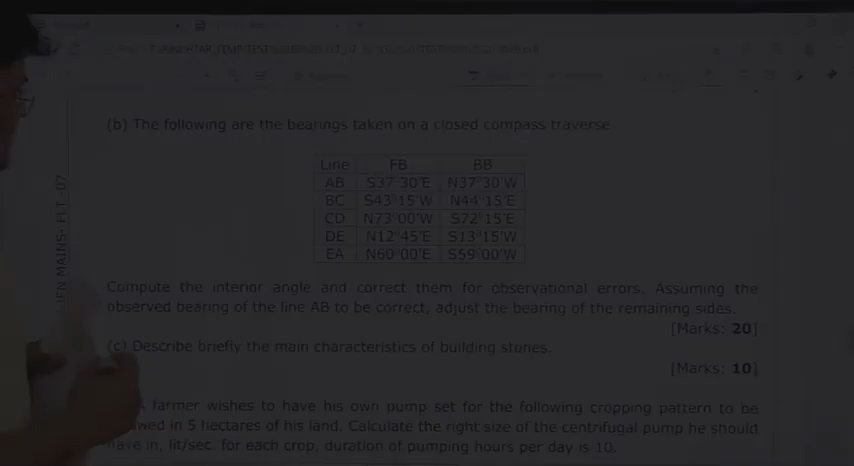 (b) The following are the bearings taken on a closed compass traverse
Line FB BB
AB S37°30'E N37°30'W
BC S43°15'W N44°15'E
CD N73°00'W S72°15'E
DE N12°45'E S13°15'W
EA N60°00'E S59°00'W
Compute the interior angle and correct them for observational errors. Assuming the
observed bearing of the line AB to be correct, adjust the bearing of the remaining sides.
[Marks: 20]
(c) Describe briefly the main characteristics of building stones.
[Marks: 10]
farmer wishes to have his own pump set for the following cropping pattern to be
in 5 hectares of his land. Calculate the right size of the centrifugal pump he should
have in, lit/sec. for each crop, duration of pumping hours per day is 10.